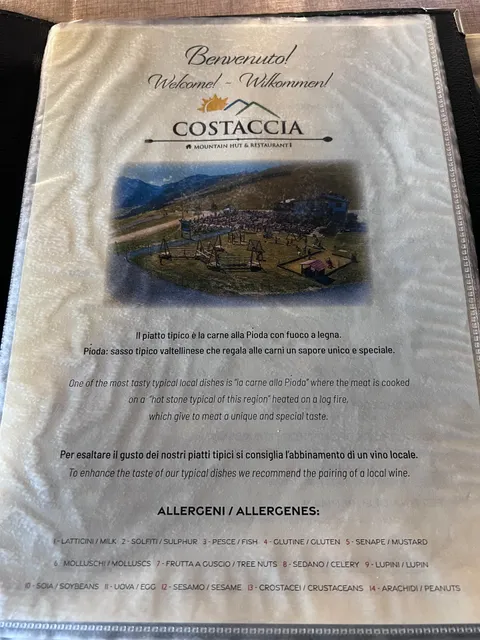 Benvenuto!
Welcome! - Wilkommen!
COSTACCIA
MOUNTAIN HUT & RESTAURANT
Il piatto tipico è la carne alla Pioda con fuoco a legna.
Pioda: sasso tipico valtellinese che regala alle carni un sapore unico e speciale.
One of the most tasty typical local dishes is "la carne alla Pioda" where the meat is cooked
on a "hot stone typical of this region" heated on a log fire,
which give to meat a unique and special taste.
Per esaltare il gusto dei nostri piatti tipici si consiglia l'abbinamento di un vino locale.
To enhance the taste of our typical dishes we recommend the pairing of a local wine.
ALLERGENI / ALLERGENES:
1 - LATTICINI / MILK 2 - SOLFITI / SULPHUR 3 - PESCE / FISH 4 - GLUTINE / GLUTEN 5 - SENAPE / MUSTARD
6 MOLLUSCHI / MOLLUSCS 7 - FRUTTA A GUSCIO / TREE NUTS 8 - SEDANO / CELERY 9 - LUPINI / LUPIN
10 - SOIA / SOYBEANS 11 - UOVA / EGG 12 - SESAMO / SESAME 13 - CROSTACEI / CRUSTACEANS 14 - ARACHIDI / PEANUTS